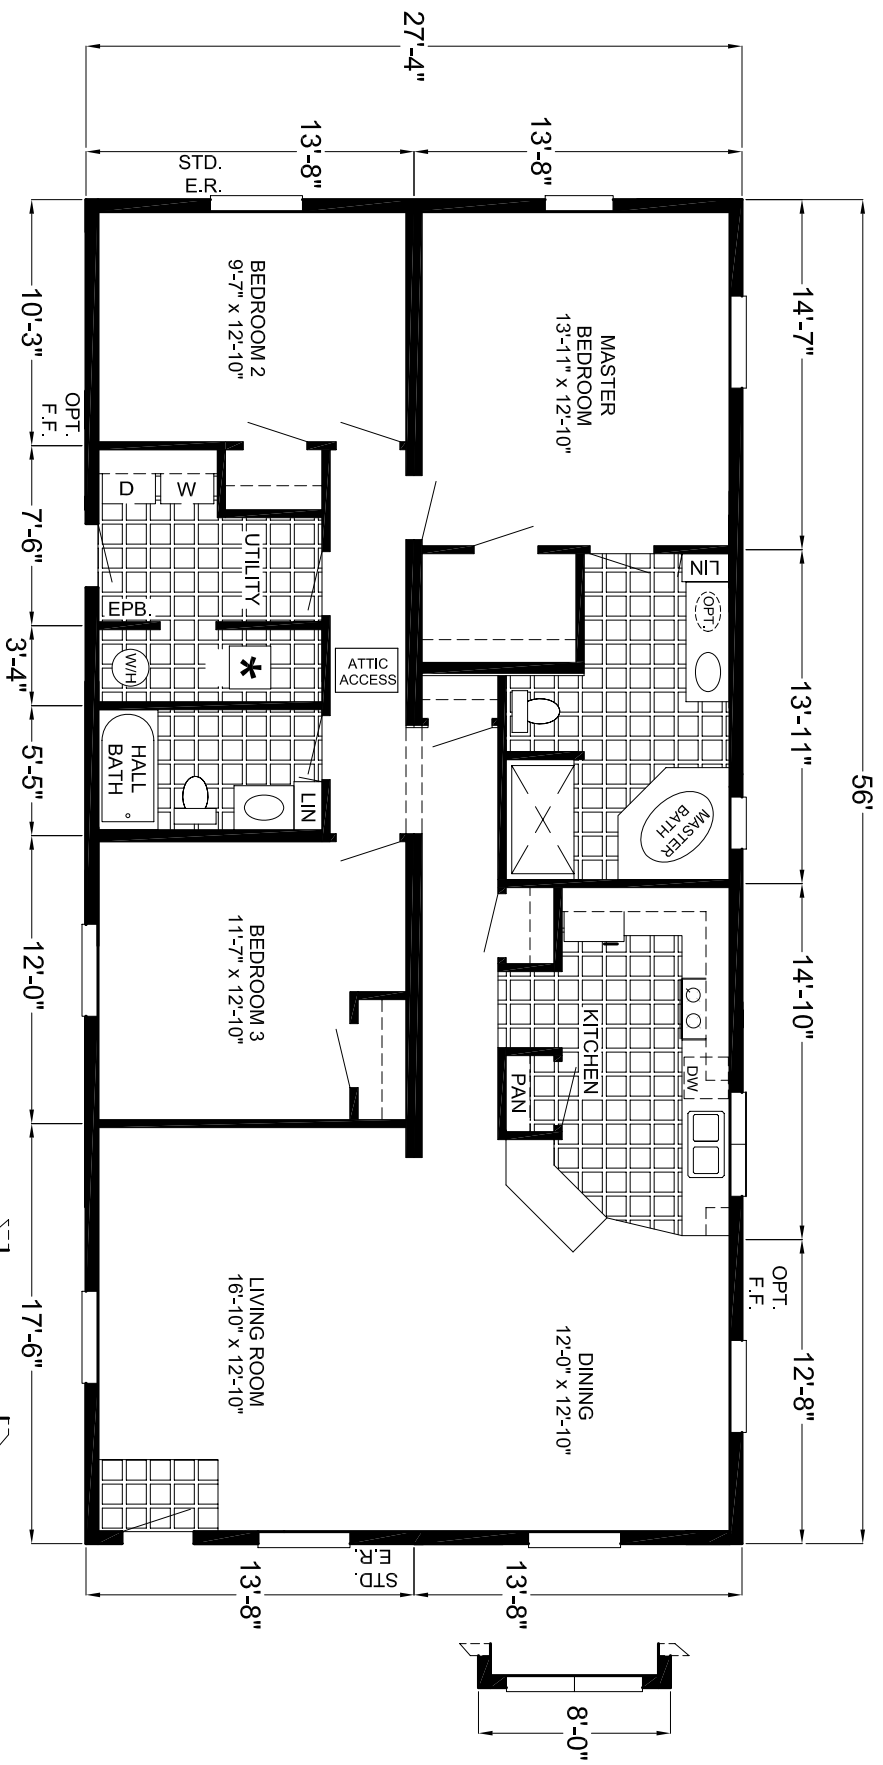 56'
14'-7"
13'-11"
14'-10"
12'-8"
OPT.
F.F.
27'-4"
13'-8"
13'-8"
STD.
E.R.
MASTER
BEDROOM
13'-11" x 12'-10"
LIN
OPT.
MASTER
BATH
KITCHEN
DW
PAN
DINING
12'-0" x 12'-10"
BEDROOM 2
9'-7" x 12'-10"
D
W
UTILITY
EPB.
W/H
*
ATTIC
ACCESS
HALL
BATH
LIN
BEDROOM 3
11'-7" x 12'-10"
LIVING ROOM
16'-10" x 12'-10"
STD.
E.R.
13'-8"
13'-8"
8'-0"
10'-3"
OPT.
F.F.
7'-6"
3'-4"
5'-5"
12'-0"
17'-6"